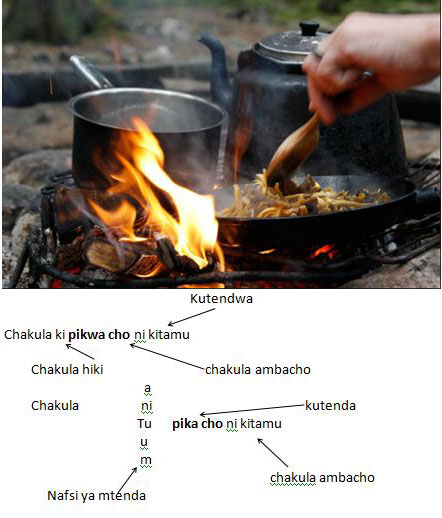 Kutendwa
Chakula ki pikwa cho ni kitamu
Chakula hiki chakula ambacho
a
Chakula ni kutenda
Tu pika cho ni kitamu
u
m
chakula ambacho
Nafsi ya mtenda